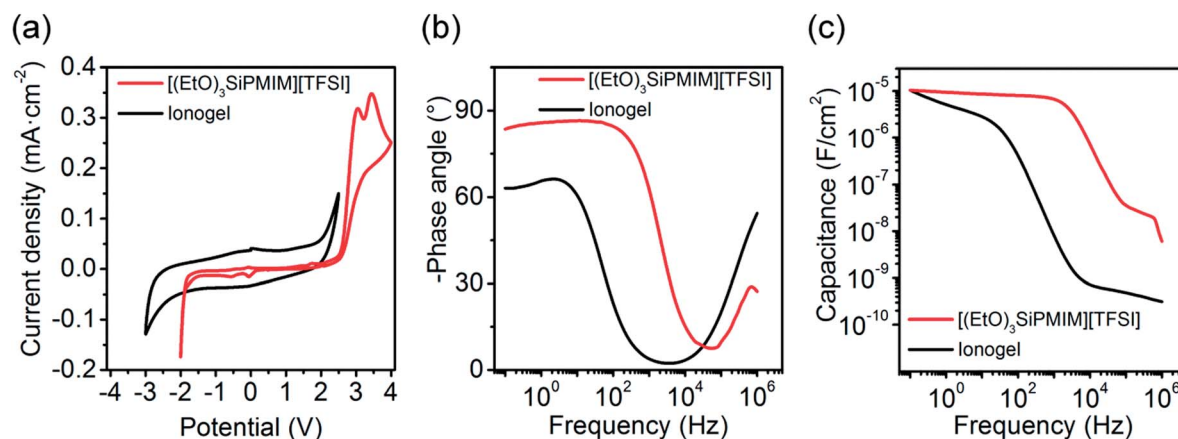 (a)
0.4
0.3
0.2
0.1
0.0
-0.1
-0.2
-4 -3 -2 -1 0 1 2 3 4
Current density (mA·cm⁻²)
Potential (V)
[(EtO)₃SiPMIM][TFSI]
Ionogel
(b)
[(EtO)₃SiPMIM][TFSI]
Ionogel
90
60
30
0
10⁰ 10² 10⁴ 10⁶
-Phase angle (°)
Frequency (Hz)
(c)
10⁻⁵
10⁻⁶
10⁻⁷
10⁻⁸
10⁻⁹
10⁻¹⁰
10⁰ 10² 10⁴ 10⁶
Capacitance (F/cm²)
Frequency (Hz)
[(EtO)₃SiPMIM][TFSI]
Ionogel